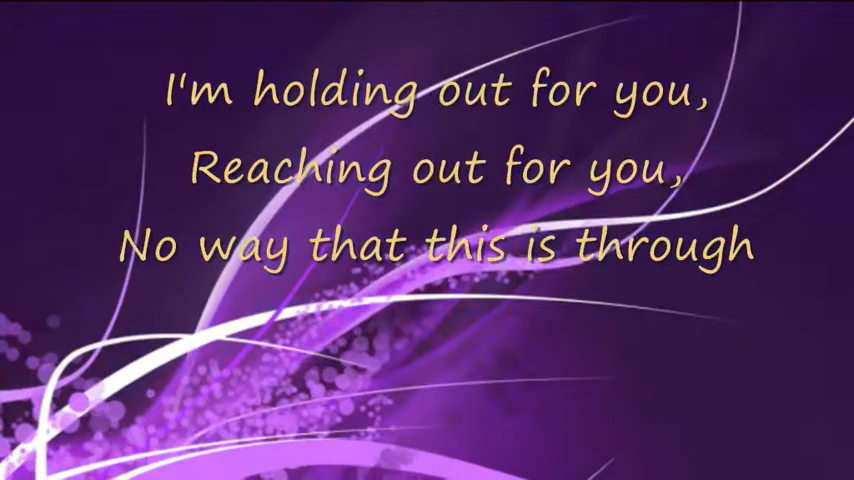 I'm holding out for you,
Reaching out for you,
No way that this is through